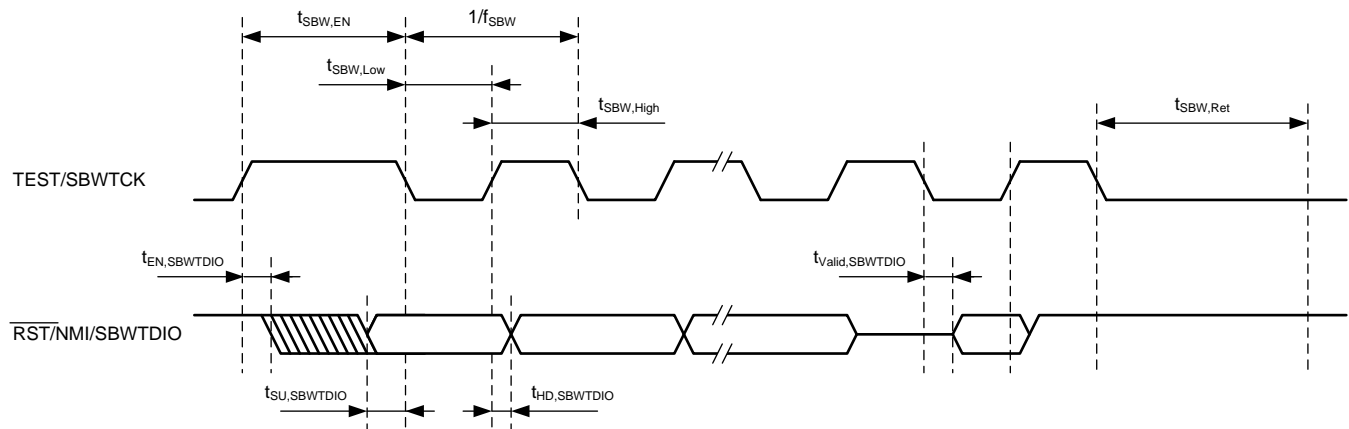 tSBW,EN
1/fSBW
tSBW,Low
tSBW,High
tSBW,Ret
TEST/SBWTCK
tEN,SBWTDIO
tValid,SBWTDIO
RST/NMI/SBWTDIO
tSU,SBWTDIO
tHD,SBWTDIO